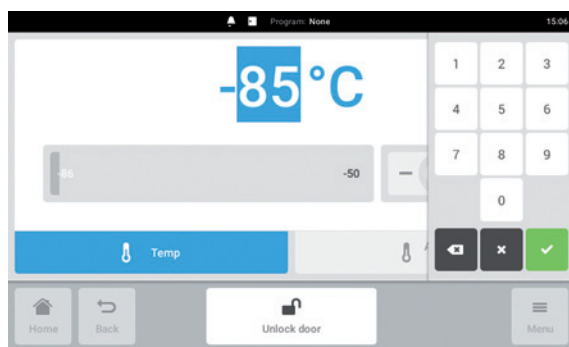 Program: None
15:06
-85°C
-86
-50
Temp
1 2 3
4 5 6
7 8 9
0
Home
Back
Unlock door
Menu